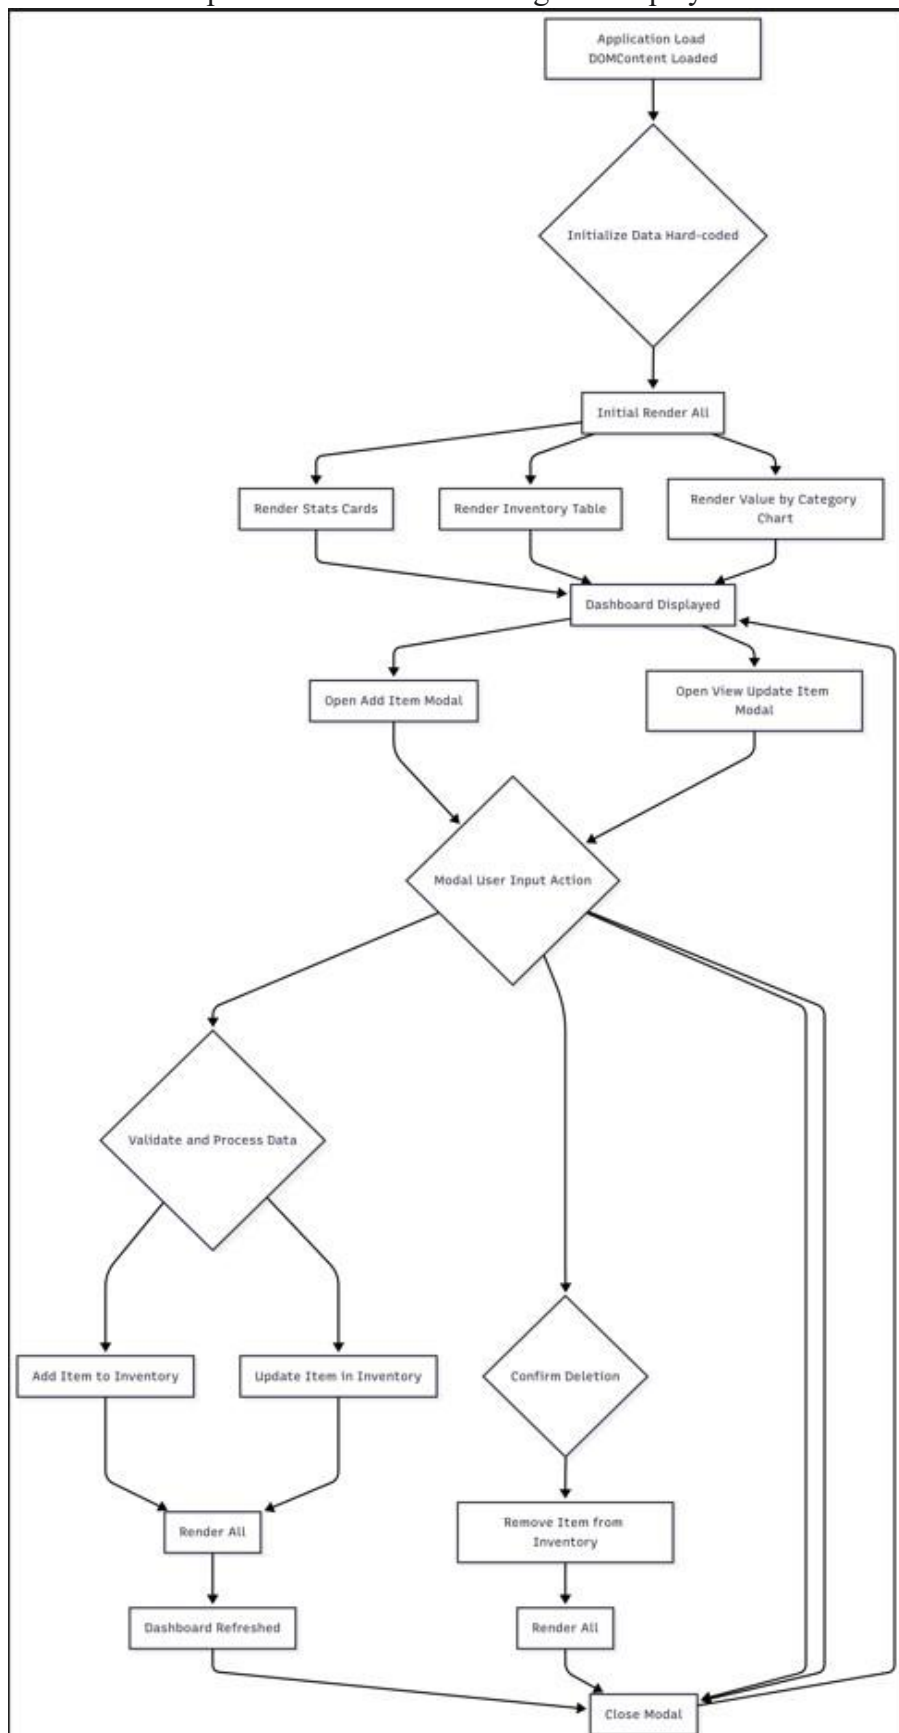 Application Load
DOMContent Loaded
Initialize Data Hard-coded
Initial Render All
Render Stats Cards
Render Inventory Table
Render Value by Category
Chart
Dashboard Displayed
Open Add Item Modal
Open View Update Item
Modal
Modal User Input Action
Validate and Process Data
Add Item to Inventory
Update Item in Inventory
Confirm Deletion
Render All
Remove Item from
Inventory
Dashboard Refreshed
Render All
Close Modal